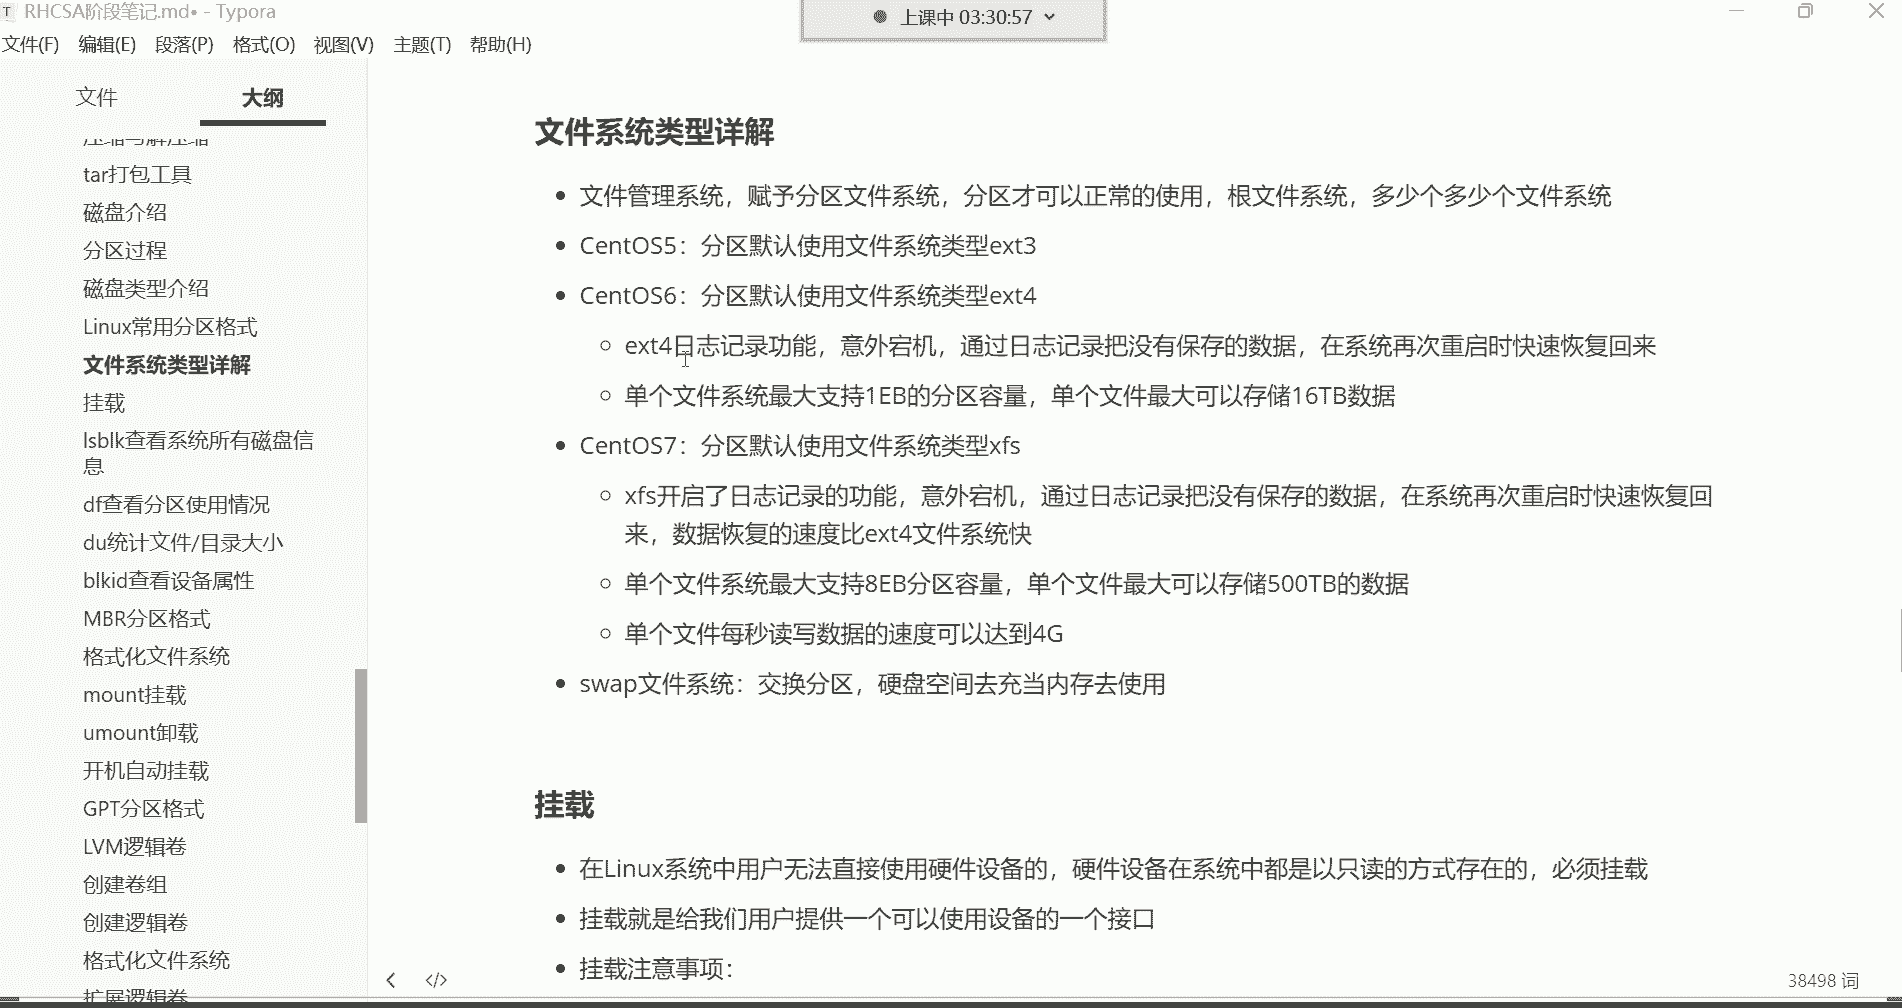 RHCSA阶段笔记.md• - Typora
上课中 03:30:57
文件(F) 编辑(E) 段落(P) 格式(O) 视图(V) 主题(T) 帮助(H)
文件 大纲
压缩与解压缩
tar打包工具
磁盘介绍
分区过程
磁盘类型介绍
Linux常用分区格式
文件系统类型详解
挂载
lsblk查看系统所有磁盘信
息
df查看分区使用情况
du统计文件/目录大小
blkid查看设备属性
MBR分区格式
格式化文件系统
mount挂载
umount卸载
开机自动挂载
GPT分区格式
LVM逻辑卷
创建卷组
创建逻辑卷
格式化文件系统
扩展逻辑卷
文件系统类型详解
文件管理系统，赋予分区文件系统，分区才可以正常的使用，根文件系统，多少个多少个文件系统
CentOS5：分区默认使用文件系统类型ext3
CentOS6：分区默认使用文件系统类型ext4
ext4日志记录功能，意外宕机，通过日志记录把没有保存的数据，在系统再次重启时快速恢复回来
单个文件系统最大支持1EB的分区容量，单个文件最大可以存储16TB数据
CentOS7：分区默认使用文件系统类型xfs
xfs开启了日志记录的功能，意外宕机，通过日志记录把没有保存的数据，在系统再次重启时快速恢复回
来，数据恢复的速度比ext4文件系统快
单个文件系统最大支持8EB分区容量，单个文件最大可以存储500TB的数据
单个文件每秒读写数据的速度可以达到4G
swap文件系统：交换分区，硬盘空间去充当内存去使用
挂载
在Linux系统中用户无法直接使用硬件设备的，硬件设备在系统中都是以只读的方式存在的，必须挂载
挂载就是给我们用户提供一个可以使用设备的一个接口
挂载注意事项：
38498 词